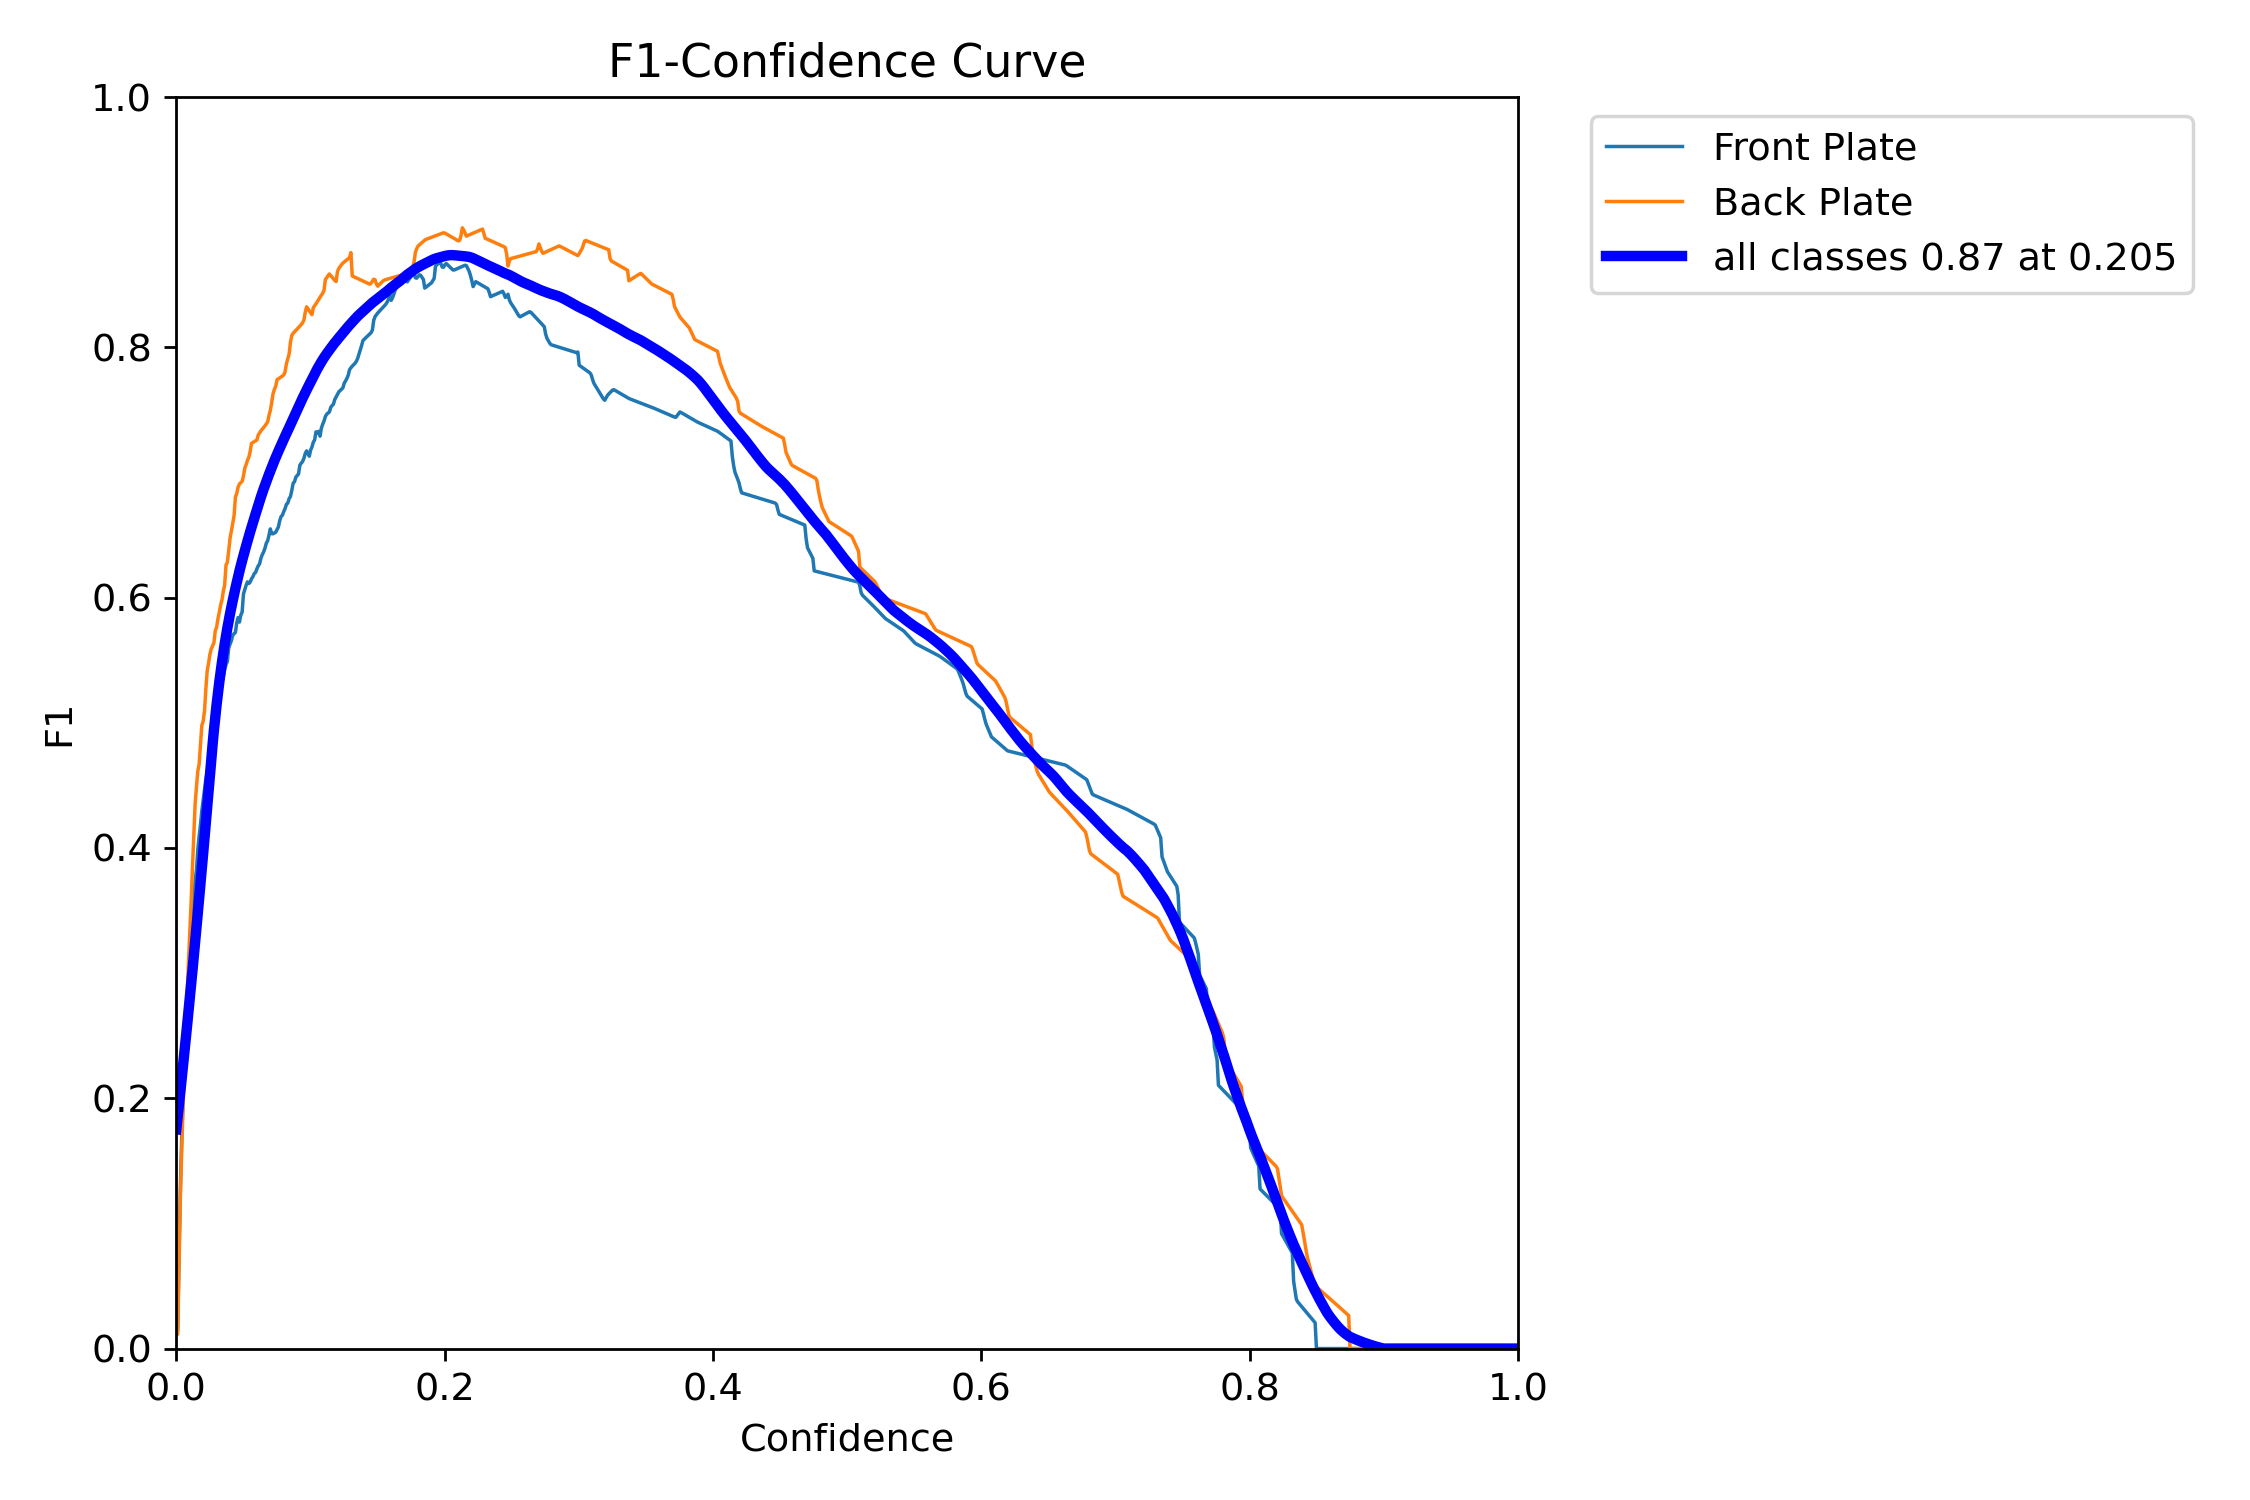 F1-Confidence Curve
1.0
0.8
0.6
0.4
0.2
0.0
F1
0.0 0.2 0.4 0.6 0.8 1.0
Confidence
Front Plate
Back Plate
all classes 0.87 at 0.205